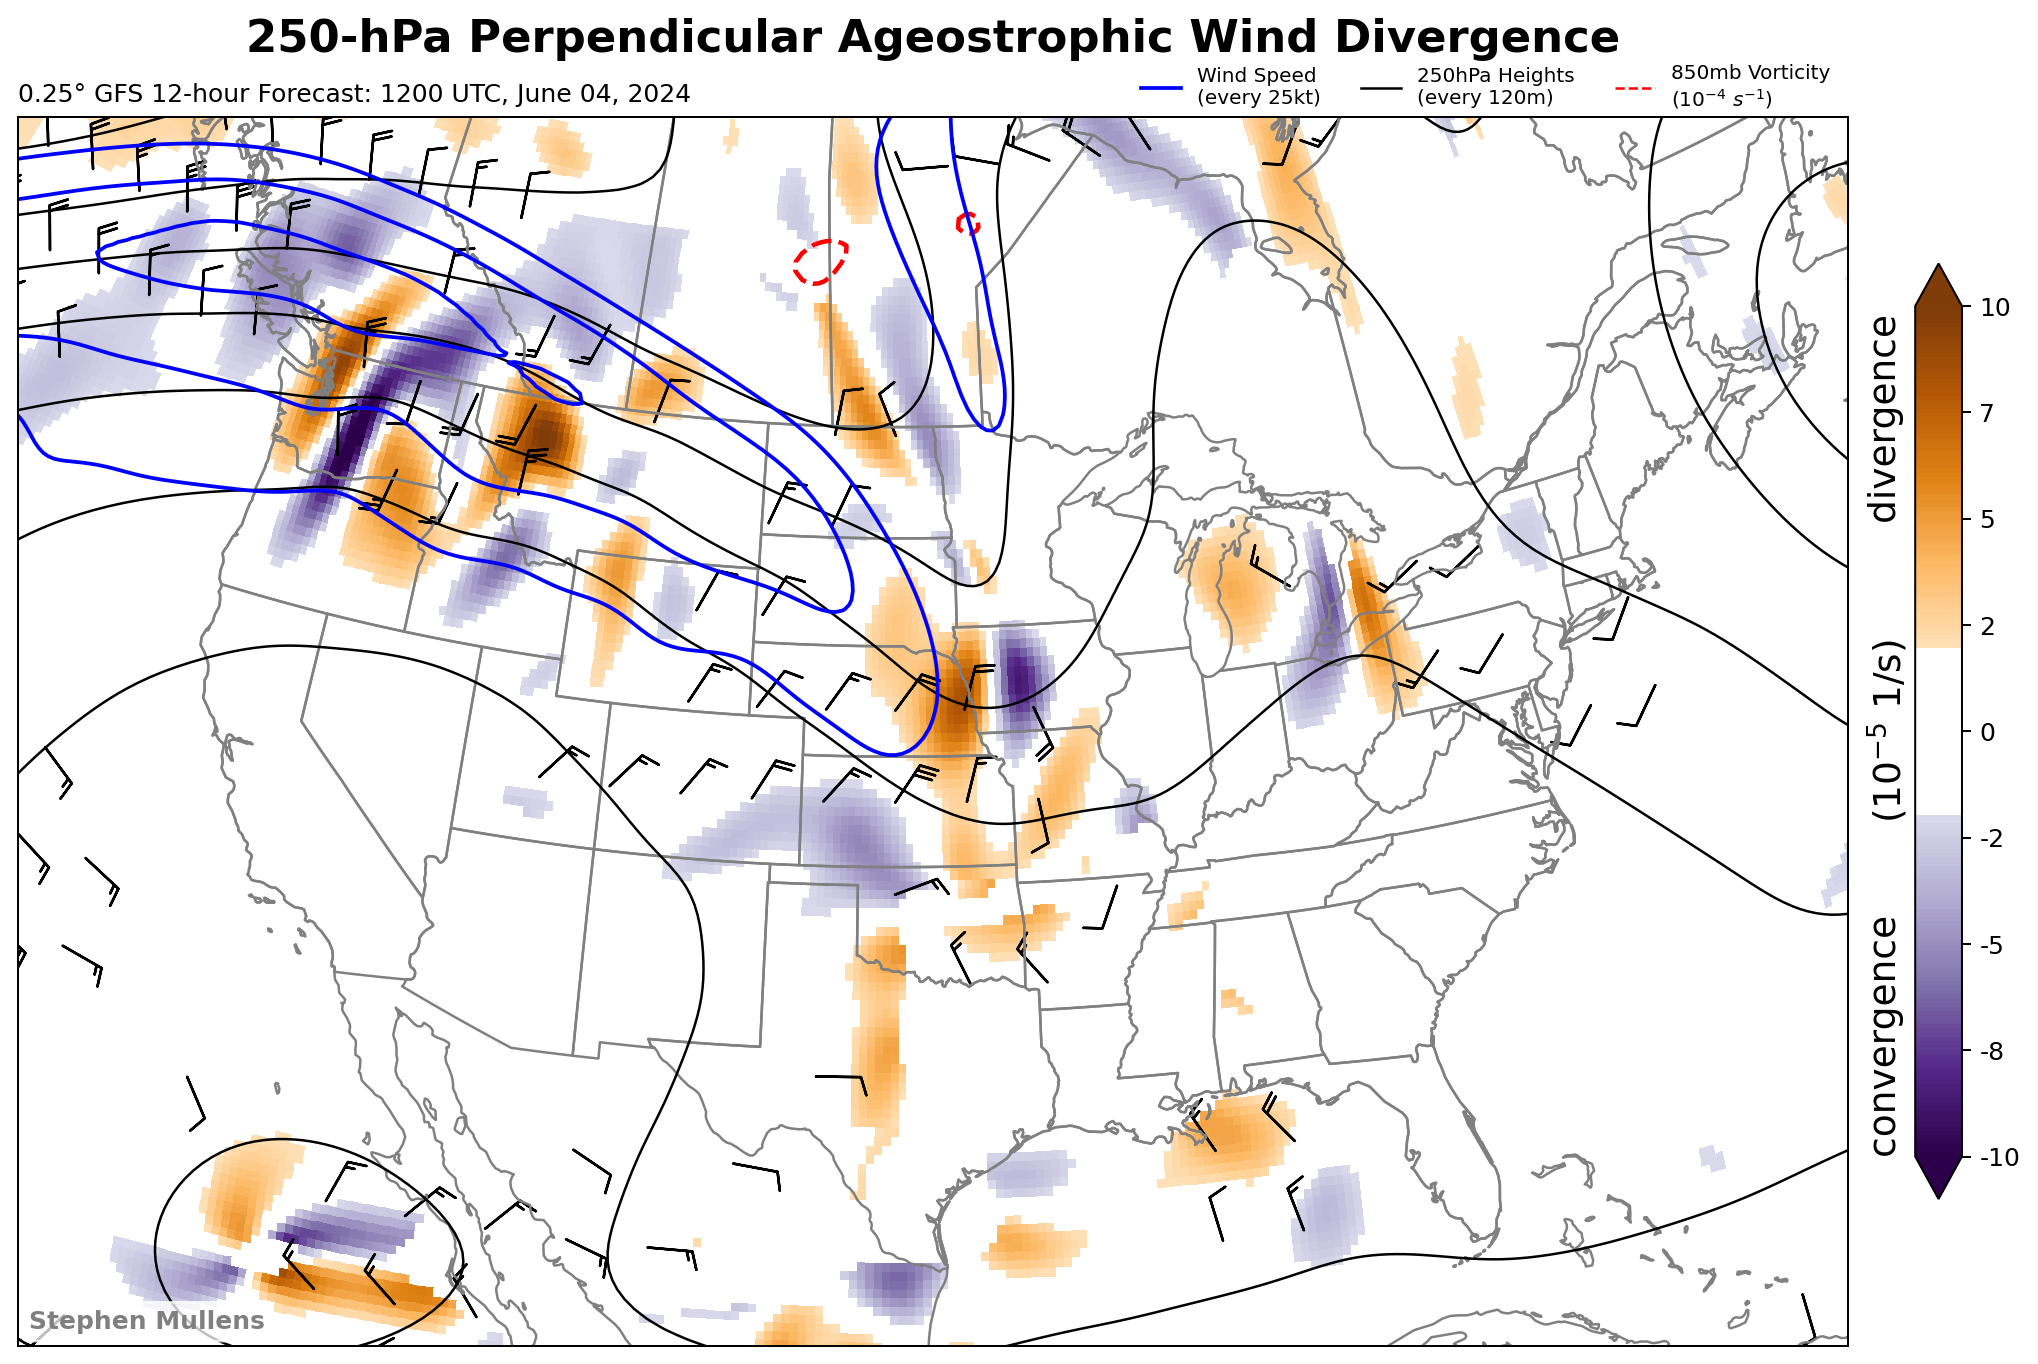 250-hPa Perpendicular Ageostrophic Wind Divergence
0.25° GFS 12-hour Forecast: 1200 UTC, June 04, 2024
Wind Speed
(every 25kt)
250hPa Heights
(every 120m)
850mb Vorticity
(10⁻⁴ s⁻¹)
10
7
5
2
0
-2
-5
-8
-10
convergence (10⁻⁵ 1/s) divergence
Stephen Mullens